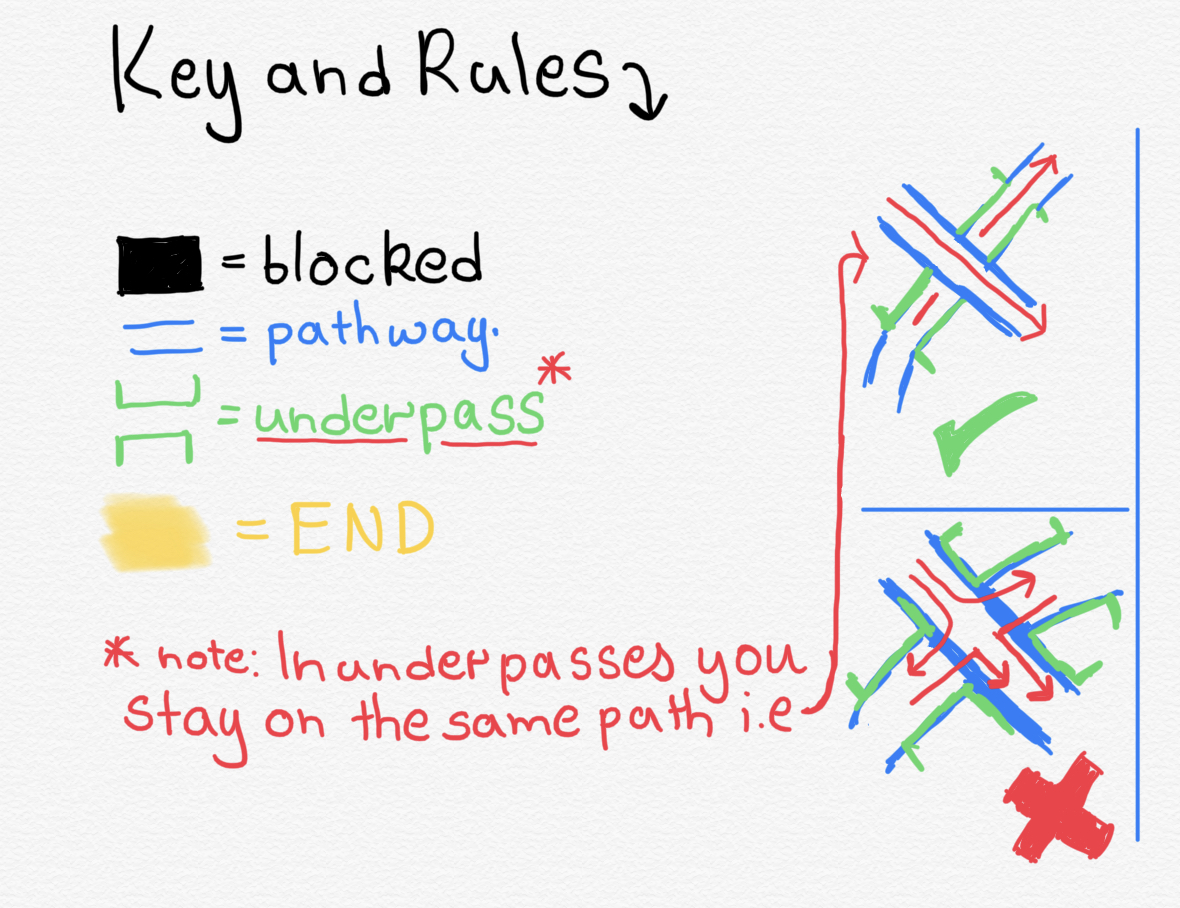 Key and Rules
= blocked
= pathway.
= underpass*
= END
* note: In underpasses you
stay on the same path i.e